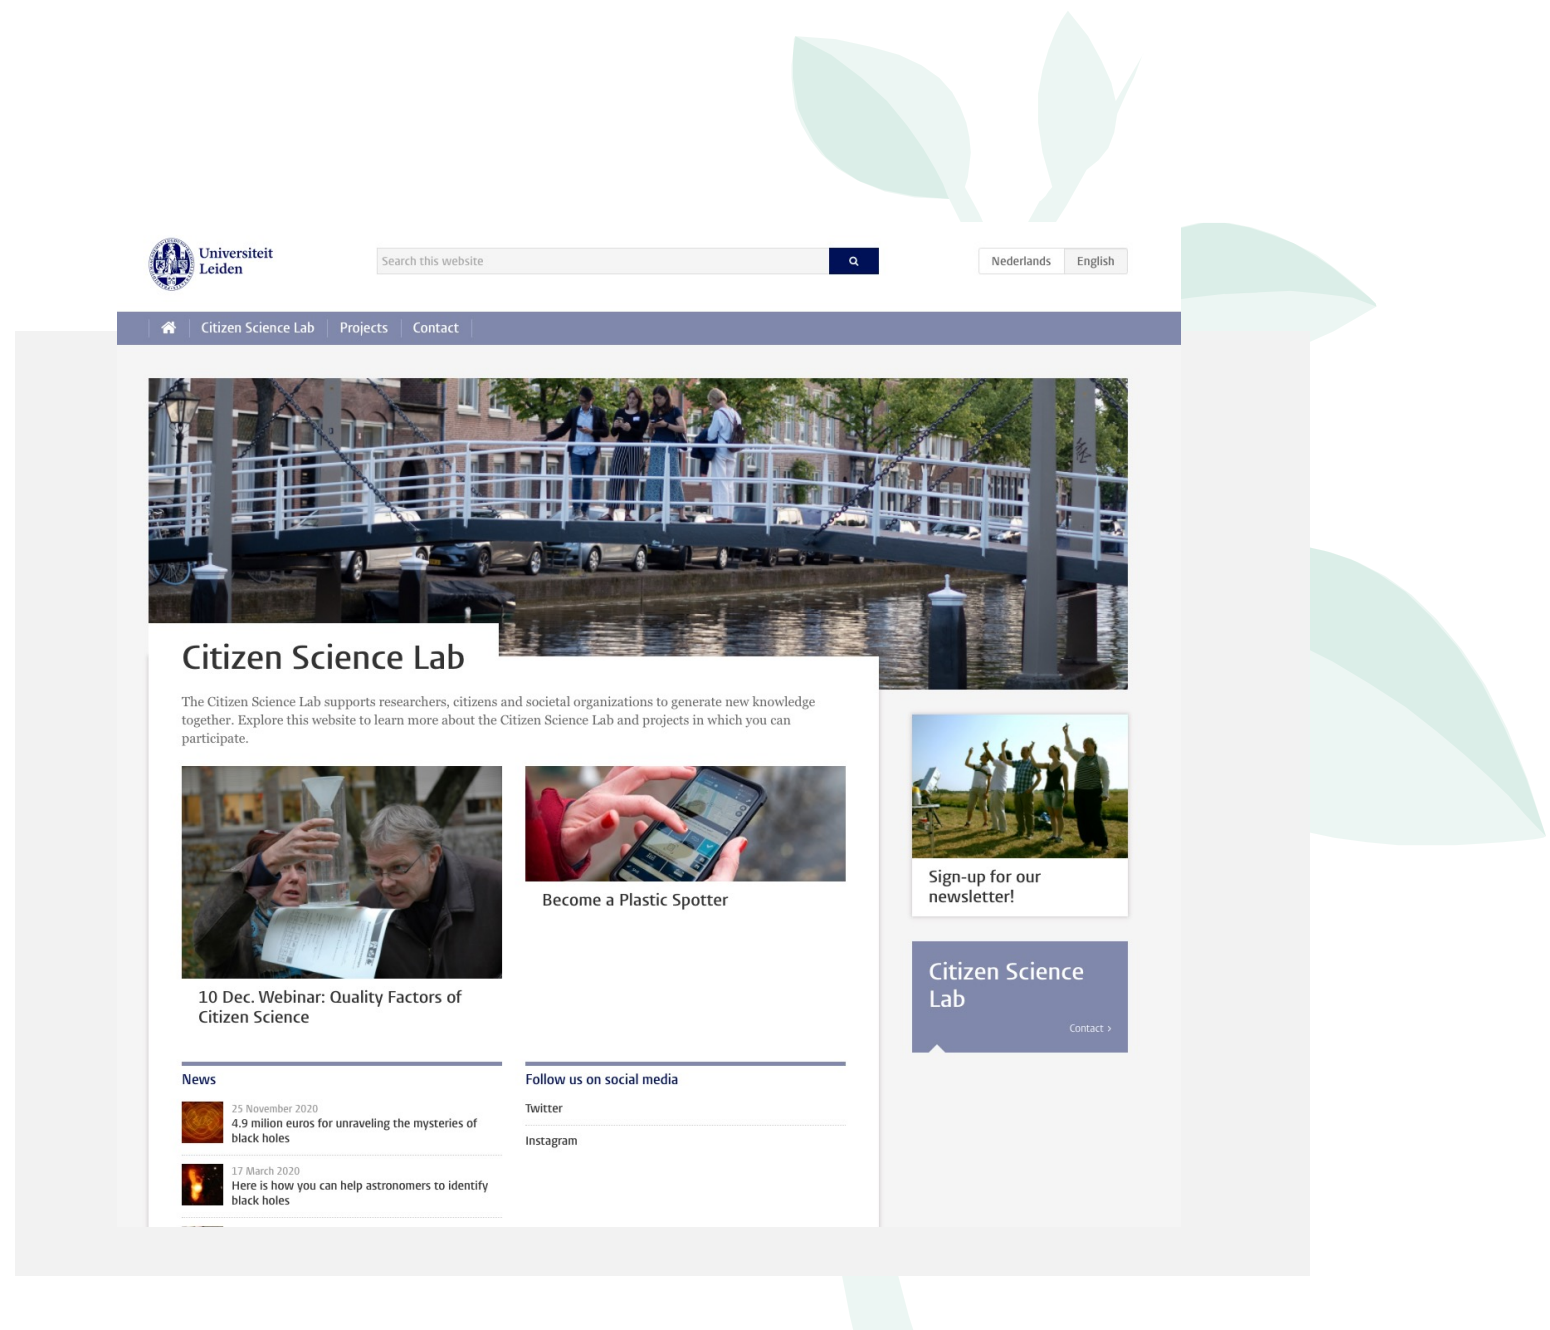 Universiteit
Leiden
Search this website
Nederlands
English
Citizen Science Lab
Projects
Contact
Citizen Science Lab
The Citizen Science Lab supports researchers, citizens and societal organizations to generate new knowledge
together. Explore this website to learn more about the Citizen Science Lab and projects in which you can
participate.
10 Dec. Webinar: Quality Factors of
Citizen Science
Become a Plastic Spotter
Sign-up for our
newsletter!
Citizen Science
Lab
Contact ›
News
25 November 2020
4.9 milion euros for unraveling the mysteries of
black holes
17 March 2020
Here is how you can help astronomers to identify
black holes
Follow us on social media
Twitter
Instagram